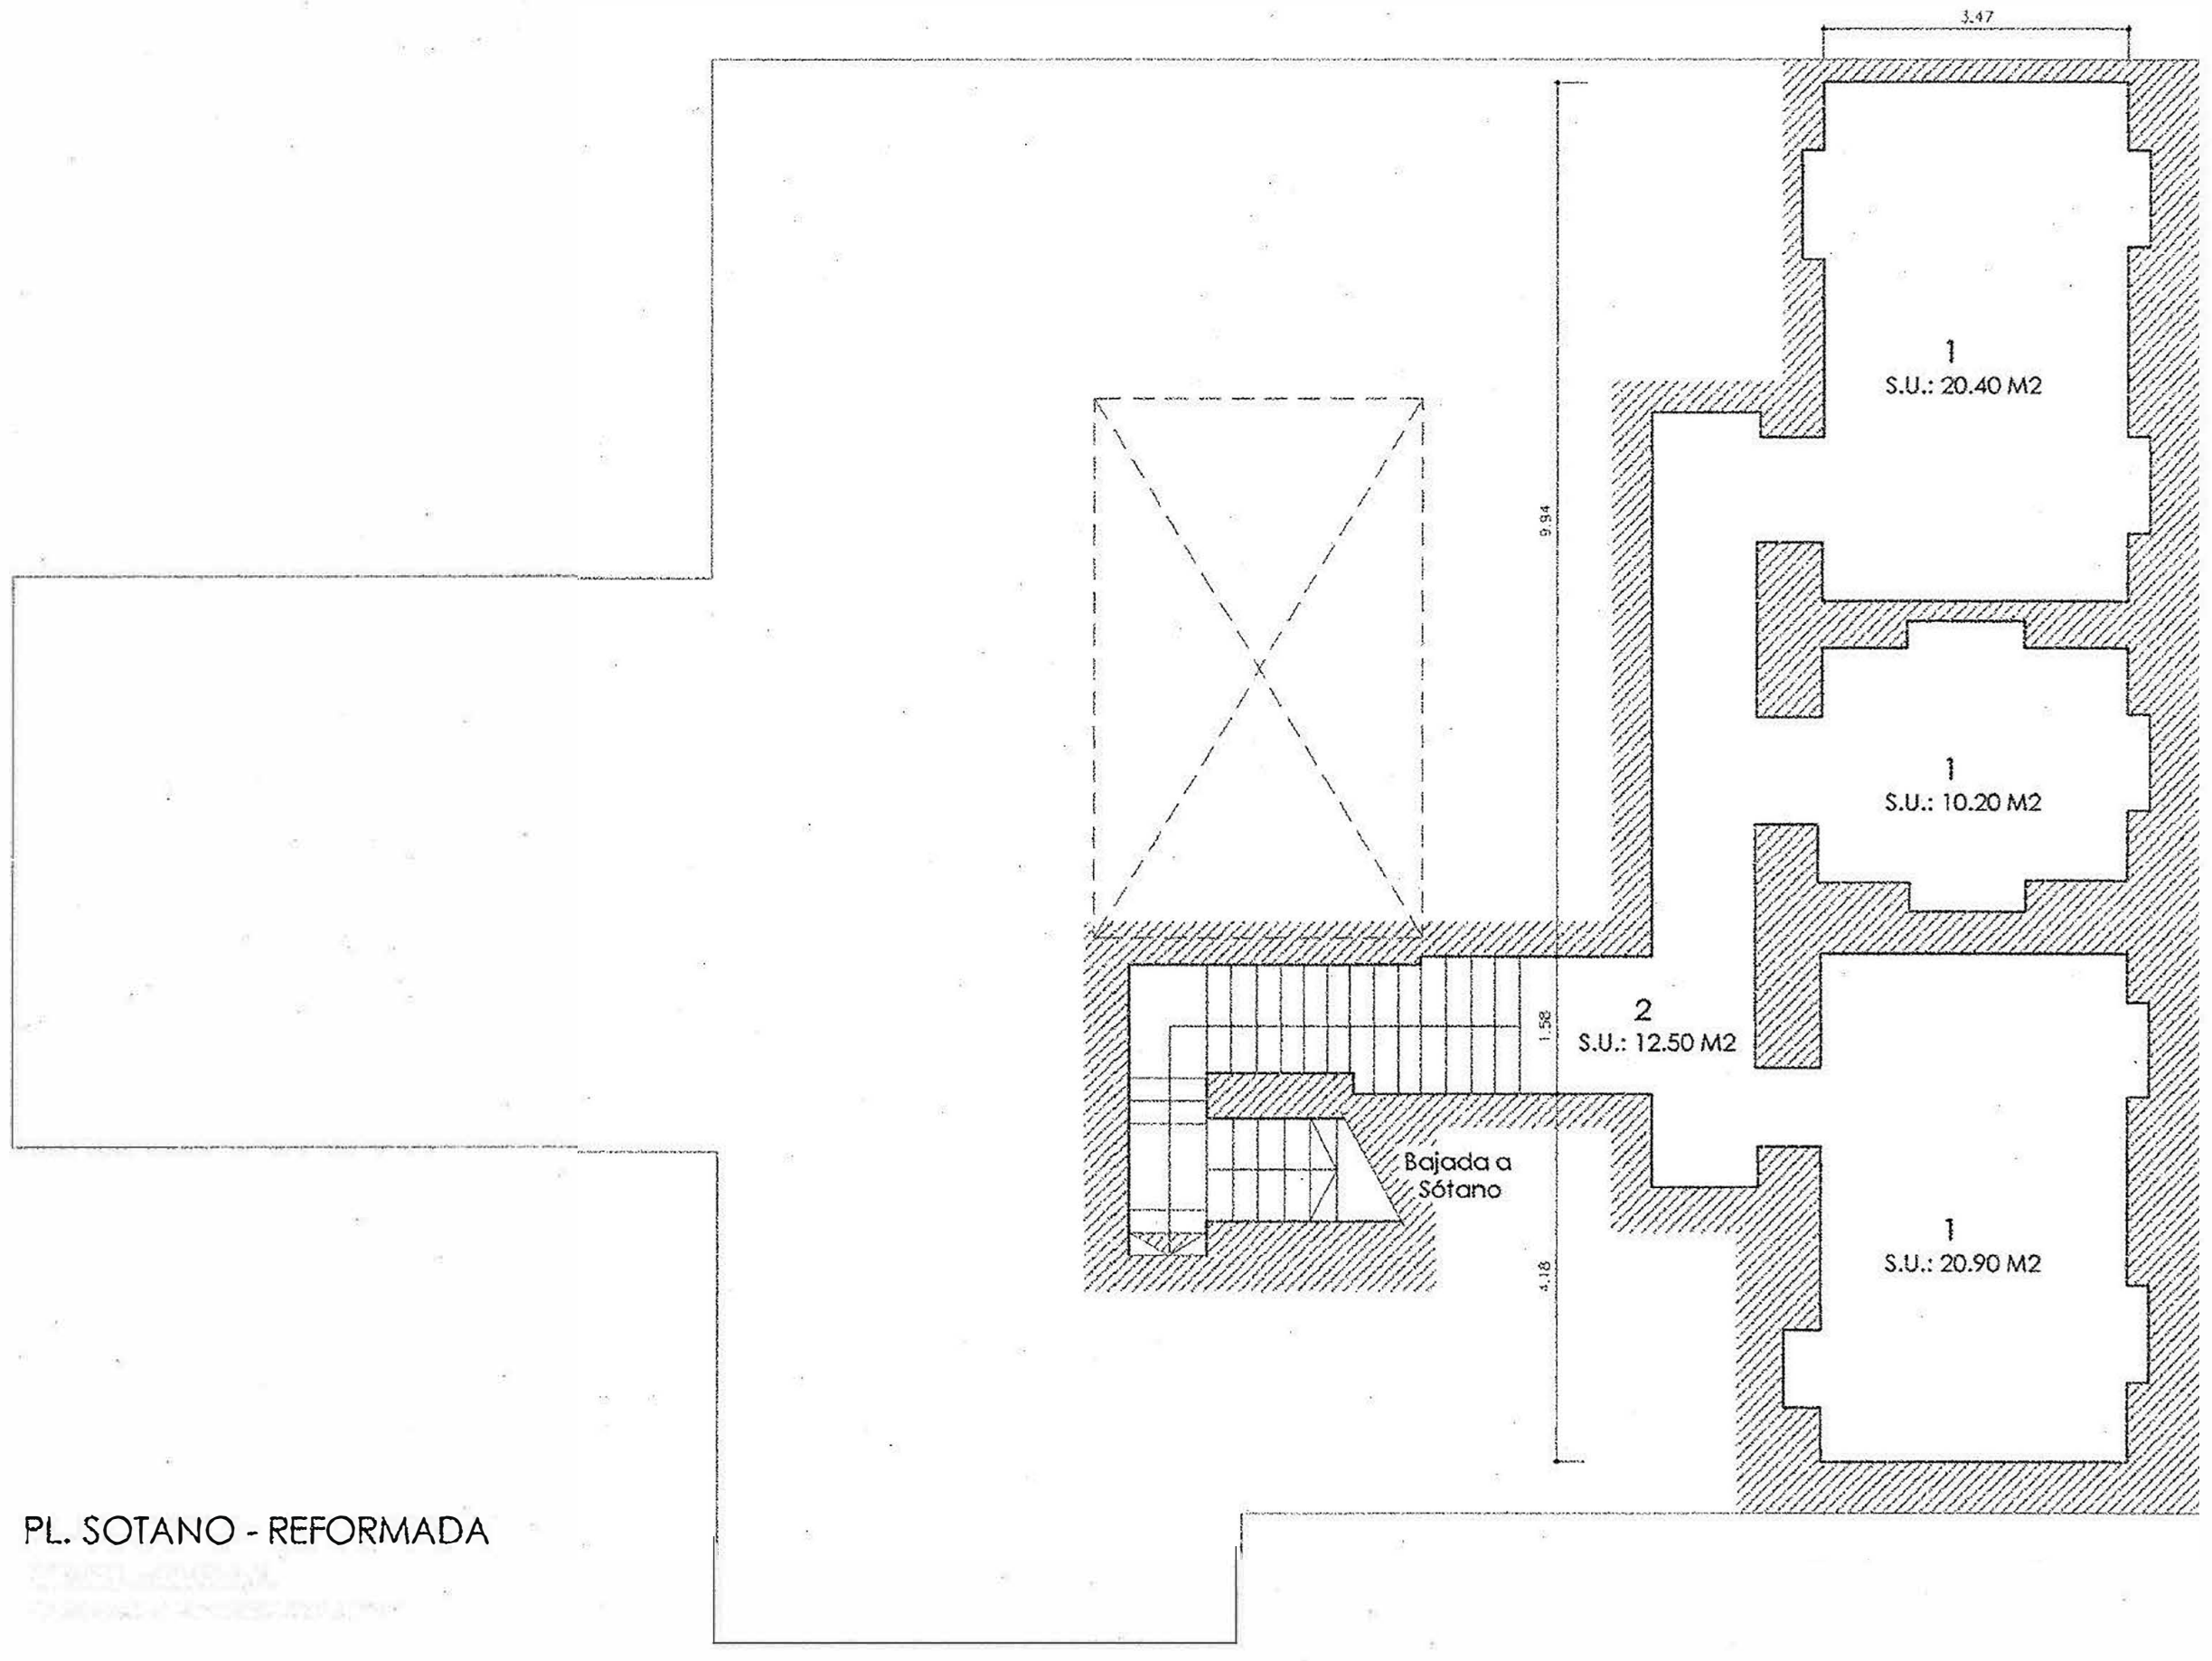 3.47
1
S.U.: 20.40 M2
9.94
1
S.U.: 10.20 M2
2
S.U.: 12.50 M2
1.58
Bajada a
Sótano
1
S.U.: 20.90 M2
4.18
PL. SOTANO - REFORMADA